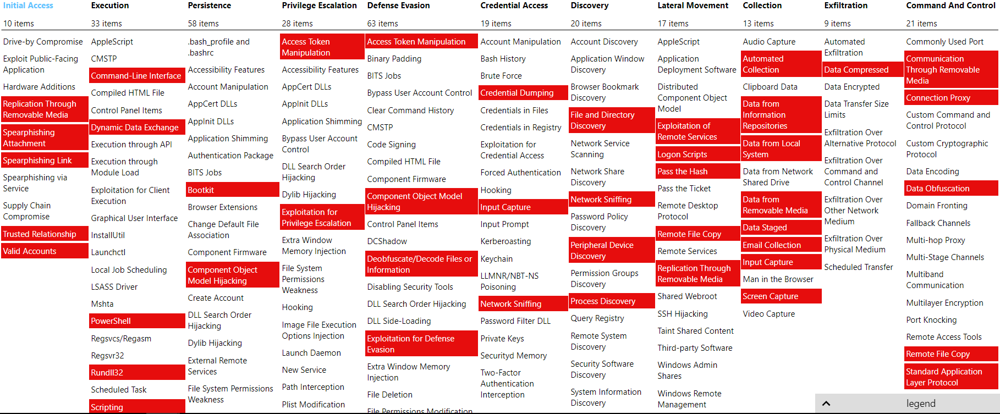 Initial Access
10 items
Drive-by Compromise
Exploit Public-Facing
Application
Hardware Additions
Replication Through
Removable Media
Spearphishing
Attachment
Spearphishing Link
Spearphishing via
Service
Supply Chain
Compromise
Trusted Relationship
Valid Accounts
Execution
33 items
AppleScript
CMSTP
Command-Line Interface
Compiled HTML File
Control Panel Items
Dynamic Data Exchange
Execution through API
Execution through
Module Load
Exploitation for Client
Execution
Graphical User Interface
InstallUtil
Launchctl
Local Job Scheduling
LSASS Driver
Mshta
PowerShell
Regsvcs/Regasm
Regsvr32
Rundll32
Scheduled Task
Scripting
Persistence
58 items
.bash_profile and
.bashrc
Accessibility Features
Account Manipulation
AppCert DLLs
AppInit DLLs
Application Shimming
Authentication Package
BITS Jobs
Bootkit
Browser Extensions
Change Default File
Association
Component Firmware
Component Object
Model Hijacking
Create Account
DLL Search Order
Hijacking
Dylib Hijacking
External Remote
Services
File System Permissions
Weakness
Privilege Escalation
28 items
Access Token
Manipulation
Accessibility Features
AppCert DLLs
AppInit DLLs
Application Shimming
Bypass User Account
Control
DLL Search Order
Hijacking
Dylib Hijacking
Exploitation for
Privilege Escalation
Extra Window
Memory Injection
File System
Permissions
Weakness
Hooking
Image File Execution
Options Injection
Launch Daemon
New Service
Path Interception
Plist Modification
Defense Evasion
63 items
Access Token Manipulation
Binary Padding
BITS Jobs
Bypass User Account Control
Clear Command History
CMSTP
Code Signing
Compiled HTML File
Component Firmware
Component Object Model
Hijacking
Control Panel Items
DCShadow
Deobfuscate/Decode Files or
Information
Disabling Security Tools
DLL Search Order Hijacking
DLL Side-Loading
Exploitation for Defense
Evasion
Extra Window Memory
Injection
File Deletion
File Permissions Modification
Credential Access
19 items
Account Manipulation
Bash History
Brute Force
Credential Dumping
Credentials in Files
Credentials in Registry
Exploitation for
Credential Access
Forced Authentication
Hooking
Input Capture
Input Prompt
Kerberoasting
Keychain
LLMNR/NBT-NS
Poisoning
Network Sniffing
Password Filter DLL
Private Keys
Securityd Memory
Two-Factor
Authentication
Interception
Discovery
20 items
Account Discovery
Application Window
Discovery
Browser Bookmark
Discovery
File and Directory
Discovery
Network Service
Scanning
Network Share
Discovery
Network Sniffing
Password Policy
Discovery
Peripheral Device
Discovery
Permission Groups
Discovery
Process Discovery
Query Registry
Remote System
Discovery
Security Software
Discovery
System Information
Discovery
Lateral Movement
17 items
AppleScript
Application
Deployment Software
Distributed
Component Object
Model
Exploitation of
Remote Services
Logon Scripts
Pass the Hash
Pass the Ticket
Remote Desktop
Protocol
Remote File Copy
Remote Services
Replication Through
Removable Media
Shared Webroot
SSH Hijacking
Taint Shared Content
Third-party Software
Windows Admin
Shares
Windows Remote
Management
Collection
13 items
Audio Capture
Automated
Collection
Clipboard Data
Data from
Information
Repositories
Data from Local
System
Data from Network
Shared Drive
Data from
Removable Media
Data Staged
Email Collection
Input Capture
Man in the Browser
Screen Capture
Video Capture
Exfiltration
9 items
Automated
Exfiltration
Data Compressed
Data Encrypted
Data Transfer Size
Limits
Exfiltration Over
Alternative Protocol
Exfiltration Over
Command and
Control Channel
Exfiltration Over
Other Network
Medium
Exfiltration Over
Physical Medium
Scheduled Transfer
Command And Control
21 items
Commonly Used Port
Communication
Through Removable
Media
Connection Proxy
Custom Command and
Control Protocol
Custom Cryptographic
Protocol
Data Encoding
Data Obfuscation
Domain Fronting
Fallback Channels
Multi-hop Proxy
Multi-Stage Channels
Multiband
Communication
Multilayer Encryption
Port Knocking
Remote Access Tools
Remote File Copy
Standard Application
Layer Protocol
legend